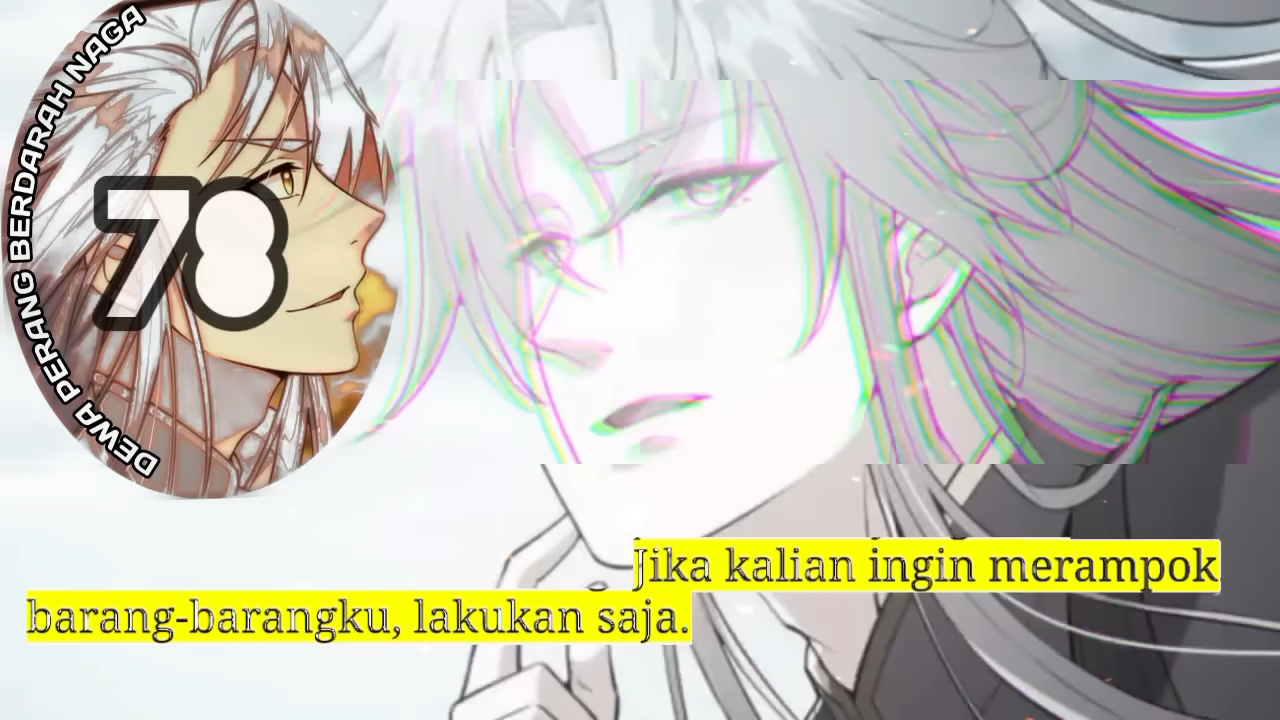 DEWA PERANG BERDARAH NAGA
78
Jika kalian ingin merampok
barang-barangku, lakukan saja.